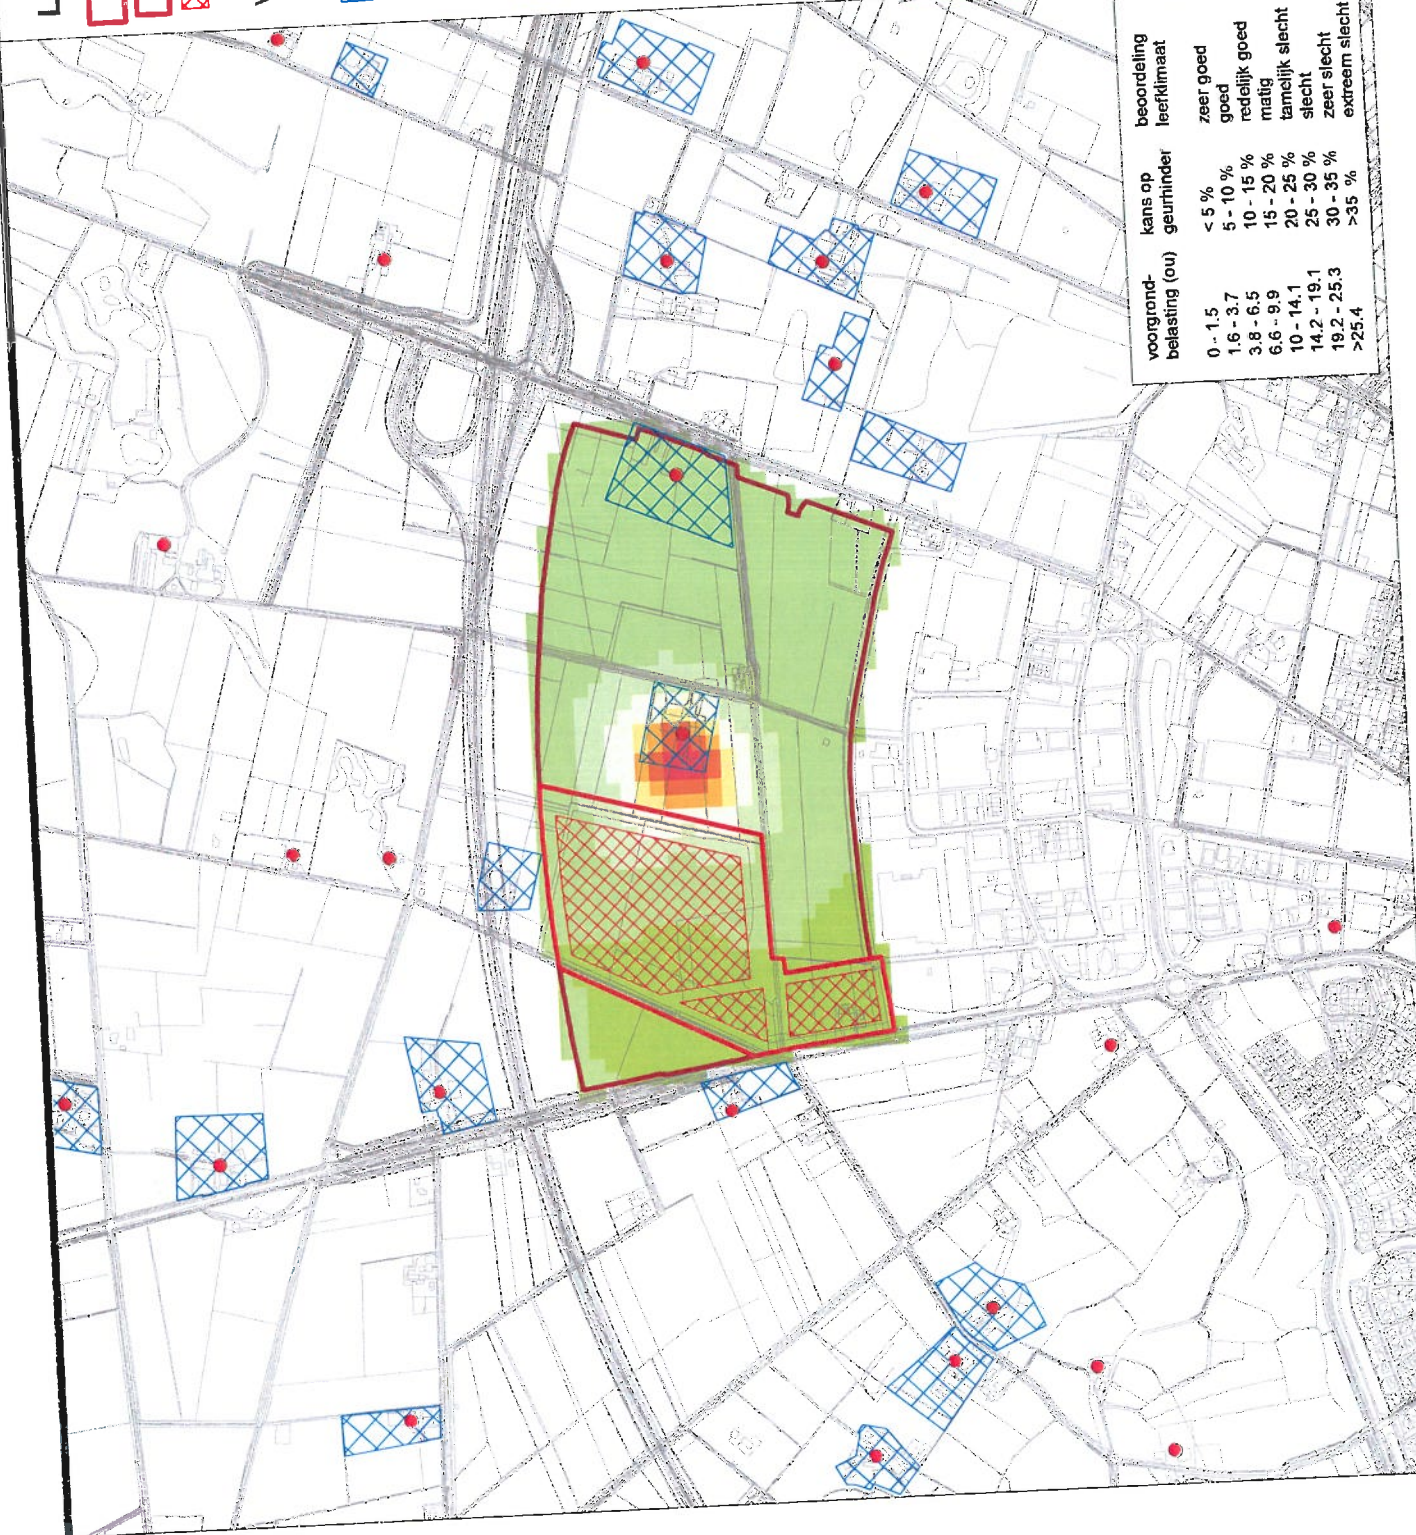 voorgrond- kans op beoordeling
belasting (ou) geurhinder leefklimaat
0 - 1.5 < 5 % zeer goed
1.6 - 3.7 5 - 10 % goed
3.8 - 6.5 10 - 15 % redelijk goed
6.6 - 9.9 15 - 20 % matig
10 - 14.1 20 - 25 % tamelijk slecht
14.2 - 19.1 25 - 30 % slecht
19.2 - 25.3 30 - 35 % zeer slecht
>25.4 >35 % extreem slecht